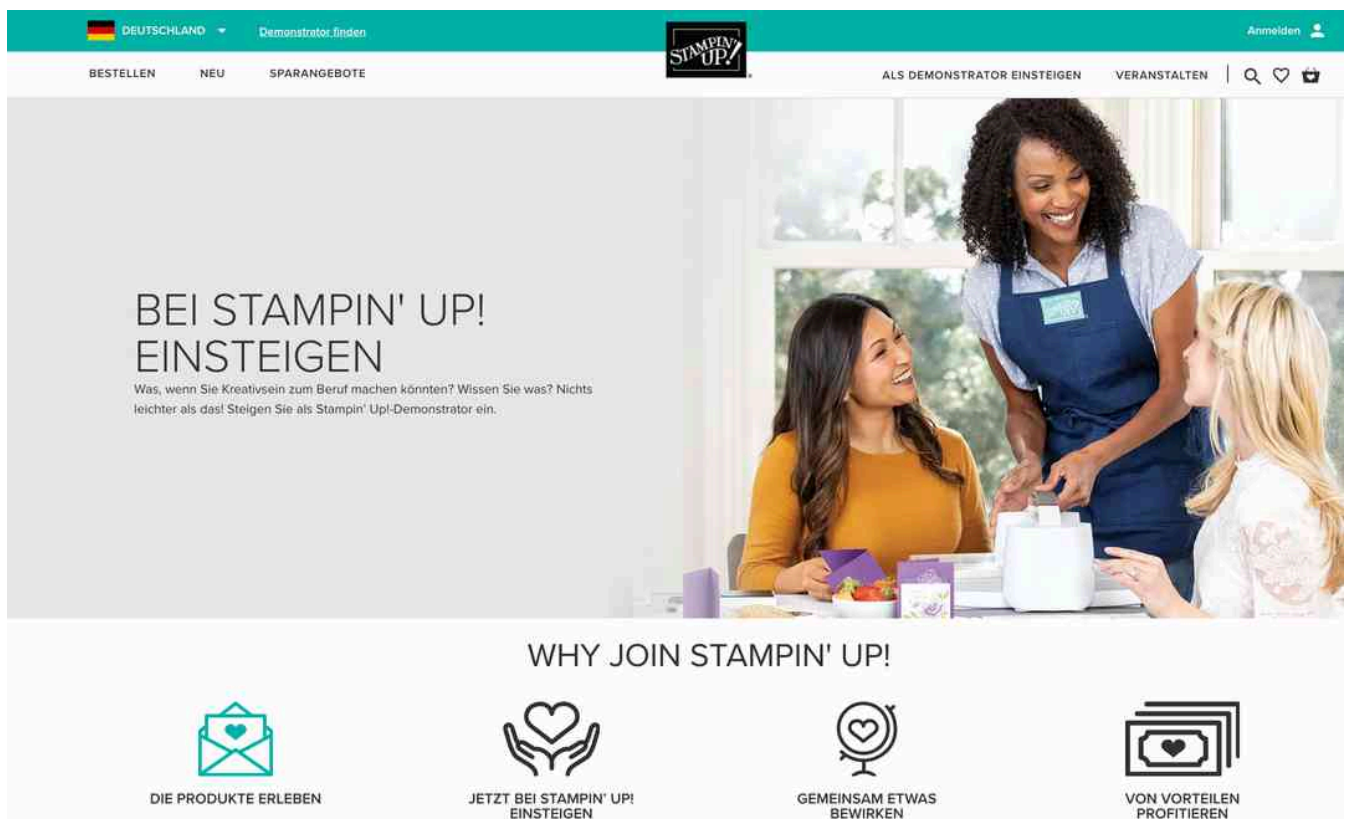 DEUTSCHLAND
Demonstrator finden
STAMPIN'
UP!
Anmelden
BESTELLEN
NEU
SPARANGEBOTE
ALS DEMONSTRATOR EINSTEIGEN
VERANSTALTEN
BEI STAMPIN' UP!
EINSTEIGEN
Was, wenn Sie Kreativsein zum Beruf machen könnten? Wissen Sie was? Nichts
leichter als das! Steigen Sie als Stampin' Up!-Demonstrator ein.
WHY JOIN STAMPIN' UP!
DIE PRODUKTE ERLEBEN
JETZT BEI STAMPIN' UP!
EINSTEIGEN
GEMEINSAM ETWAS
BEWIRKEN
VON VORTEILEN
PROFITIEREN